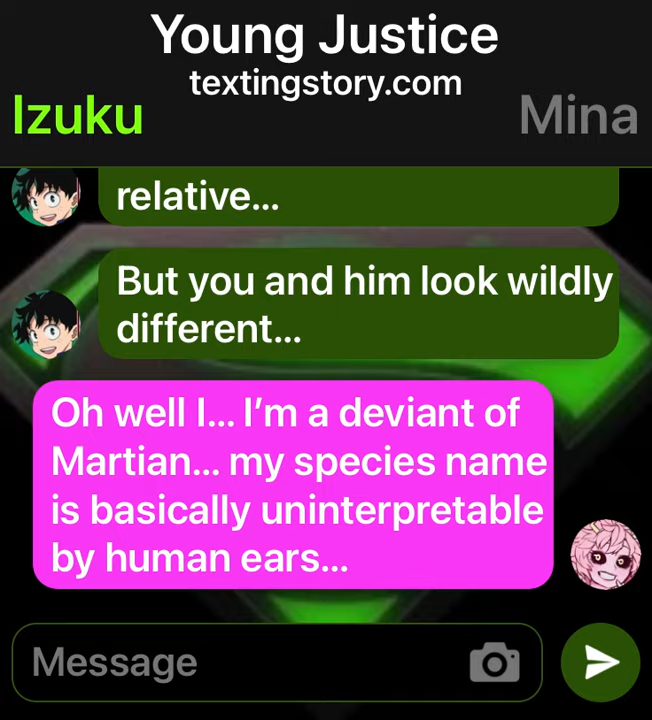 Young Justice
textingstory.com
Izuku
Mina
relative...
But you and him look wildly
different...
Oh well I... I'm a deviant of
Martian... my species name
is basically uninterpretable
by human ears...
Message